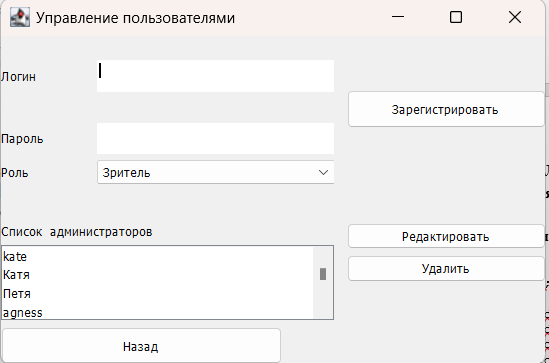 Управление пользователями
Логин
Зарегистрировать
Пароль
Роль
Зритель
Список администраторов
Редактировать
kate
Катя
Петя
agness
Удалить
Назад